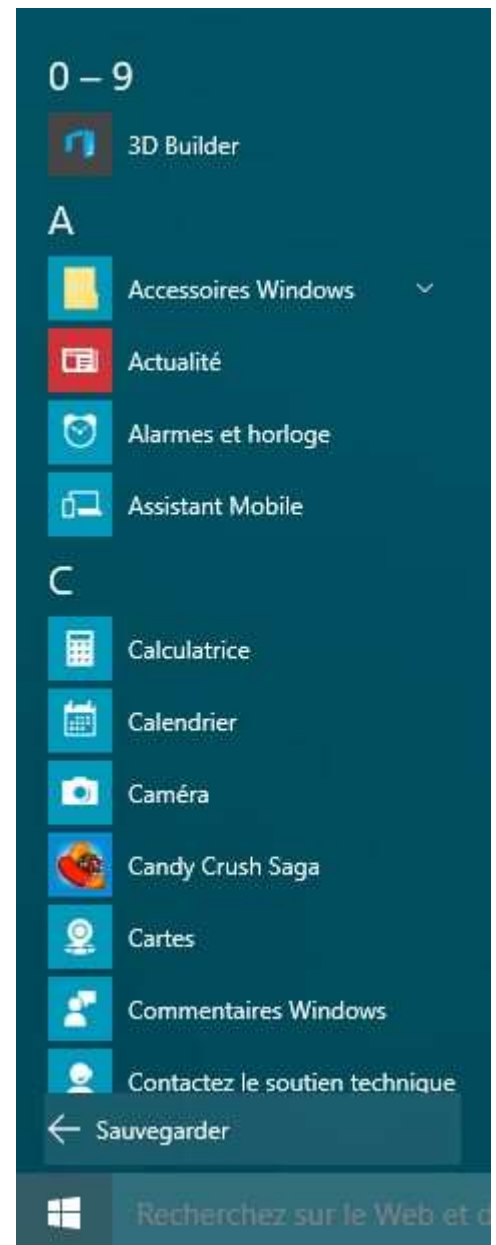 0 – 9
3D Builder
A
Accessoires Windows
Actualité
Alarmes et horloge
Assistant Mobile
C
Calculatrice
Calendrier
Caméra
Candy Crush Saga
Cartes
Commentaires Windows
Contactez le soutien technique
Sauvegarder
Recherchez sur le Web et d